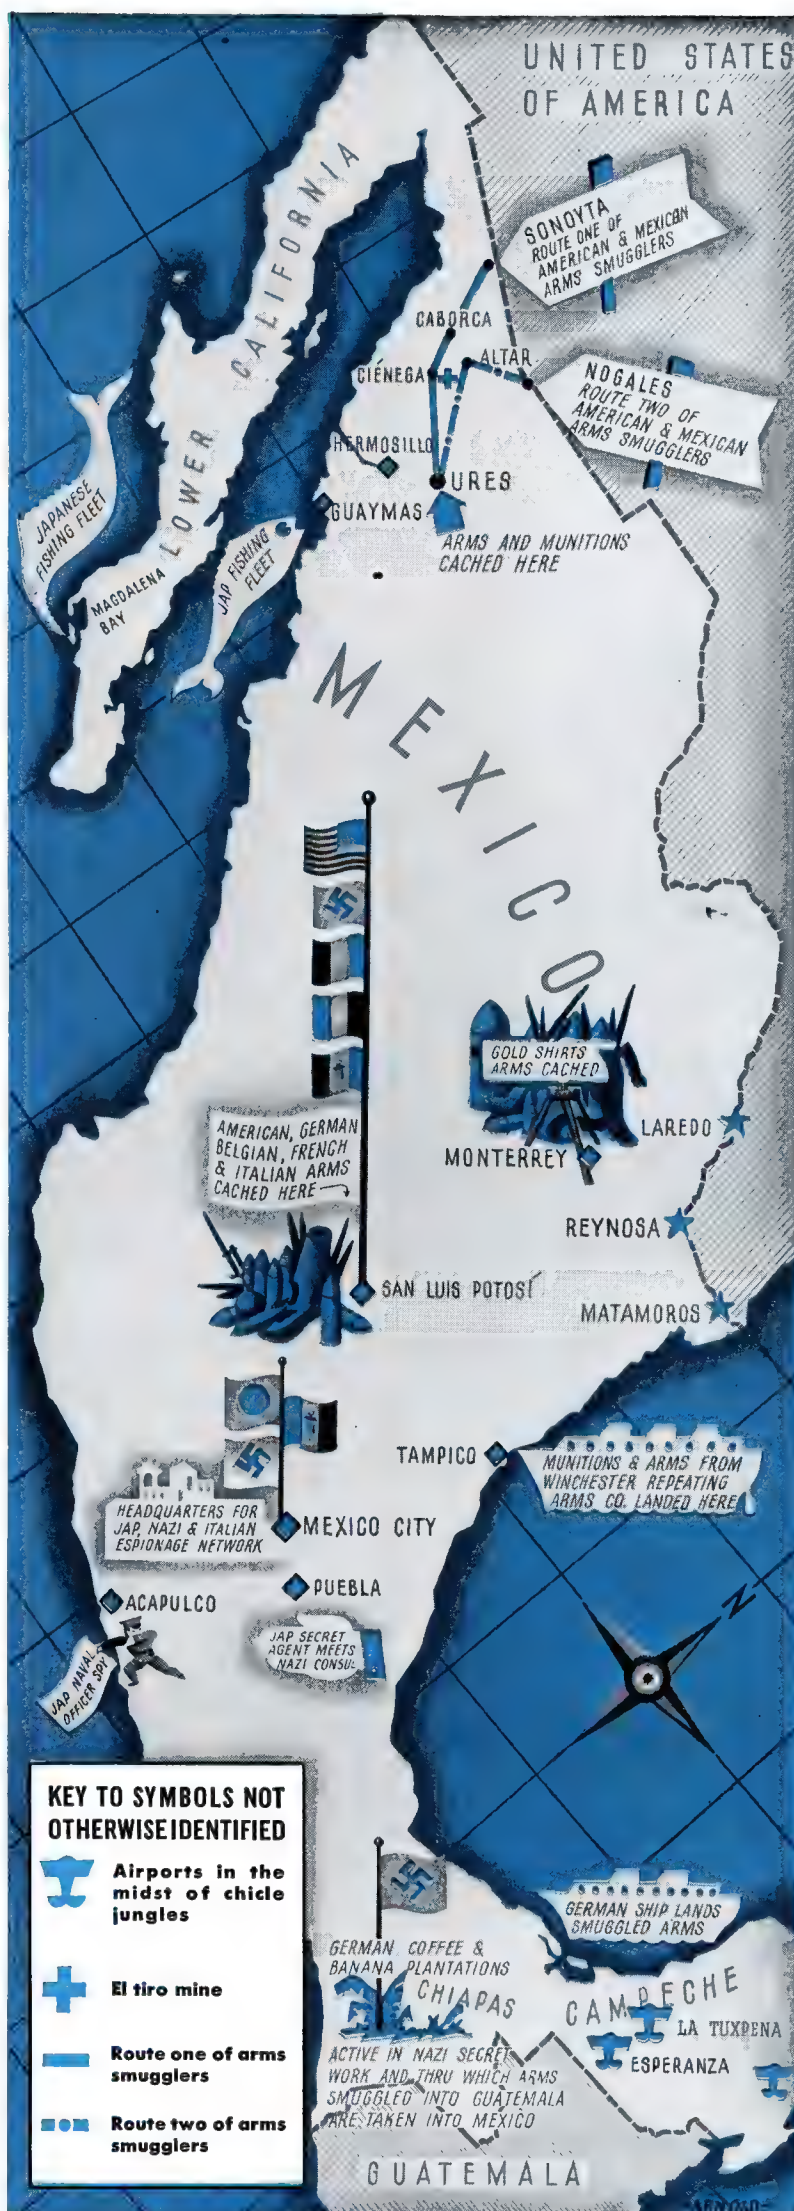 UNITED STATES
OF AMERICA
SONOYTA
ROUTE ONE OF
AMERICAN & MEXICAN
ARMS SMUGGLERS
CALIFORNIA
LOWER
CABORCA
ALTAR
CIÉNEGA
NOGALES
ROUTE TWO OF
AMERICAN & MEXICAN
ARMS SMUGGLERS
HERMOSILLO
URES
GUAYMAS
ARMS AND MUNITIONS
CACHED HERE
JAPANESE
FISHING FLEET
JAP FISHING
FLEET
MAGDALENA
BAY
MEXICO
GOLD SHIRTS
ARMS CACHED
AMERICAN, GERMAN
BELGIAN, FRENCH
& ITALIAN ARMS
CACHED HERE
LAREDO
MONTERREY
REYNOSA
SAN LUIS POTOSÍ
MATAMOROS
TAMPICO
MUNITIONS & ARMS FROM
WINCHESTER REPEATING
ARMS CO. LANDED HERE
HEADQUARTERS FOR
JAP, NAZI & ITALIAN
ESPIONAGE NETWORK
MEXICO CITY
PUEBLA
ACAPULCO
JAP SECRET
AGENT MEETS
NAZI CONSUL
JAP NAVAL
OFFICER SPY
N
KEY TO SYMBOLS NOT
OTHERWISE IDENTIFIED
Airports in the
midst of chicle
jungles
El tiro mine
Route one of arms
smugglers
Route two of arms
smugglers
GERMAN SHIP LANDS
SMUGGLED ARMS
GERMAN COFFEE &
BANANA PLANTATIONS
CHIAPAS
CAMPECHE
LA TUXPENA
ESPERANZA
ACTIVE IN NAZI SECRET
WORK AND THRU WHICH ARMS
SMUGGLED INTO GUATEMALA
ARE TAKEN INTO MEXICO
GUATEMALA